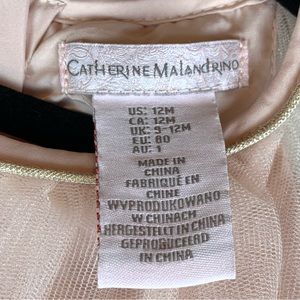 CATHERINE MALANDRINO
US: 12M
CA: 12M
UK: 9-12M
EU: 80
AU: 1
MADE IN
CHINA
FABRIQUÉ EN
CHINE
WYPRODUKOWANO
W CHINACH
HERGESTELLT IN CHINA
GEPRODUCEERD
IN CHINA